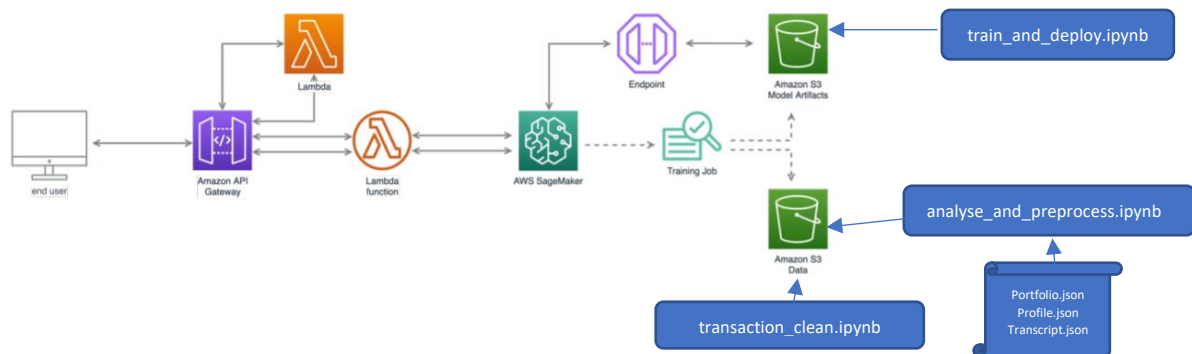 train_and_deploy.ipynb
Lambda
Endpoint
Amazon S3
Model Artifacts
end user
Amazon API
Gateway
Lambda
function
AWS SageMaker
Training Job
analyse_and_preprocess.ipynb
Amazon S3
Data
Portfolio.json
Profile.json
Transcript.json
transaction_clean.ipynb